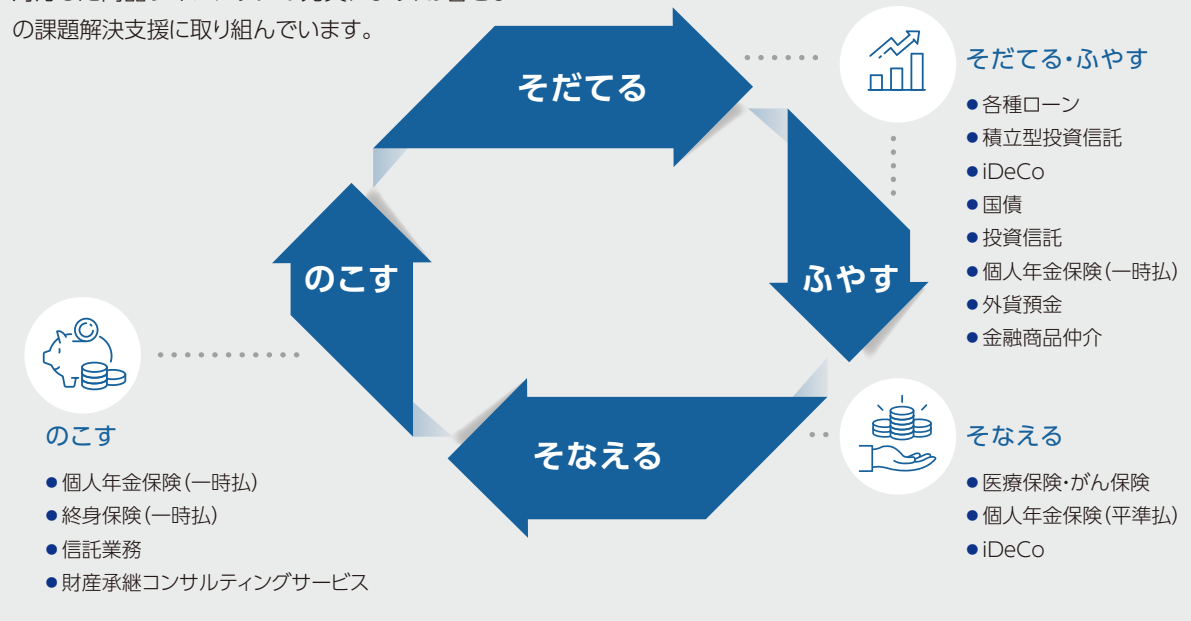 の課題解決支援に取り組んでいます。
そだてる
ふやす
そなえる
のこす
そだてる・ふやす
●各種ローン
●積立型投資信託
●iDeCo
●国債
●投資信託
●個人年金保険(一時払)
●外貨預金
●金融商品仲介
そなえる
●医療保険・がん保険
●個人年金保険(平準払)
●iDeCo
のこす
●個人年金保険(一時払)
●終身保険(一時払)
●信託業務
●財産承継コンサルティングサービス